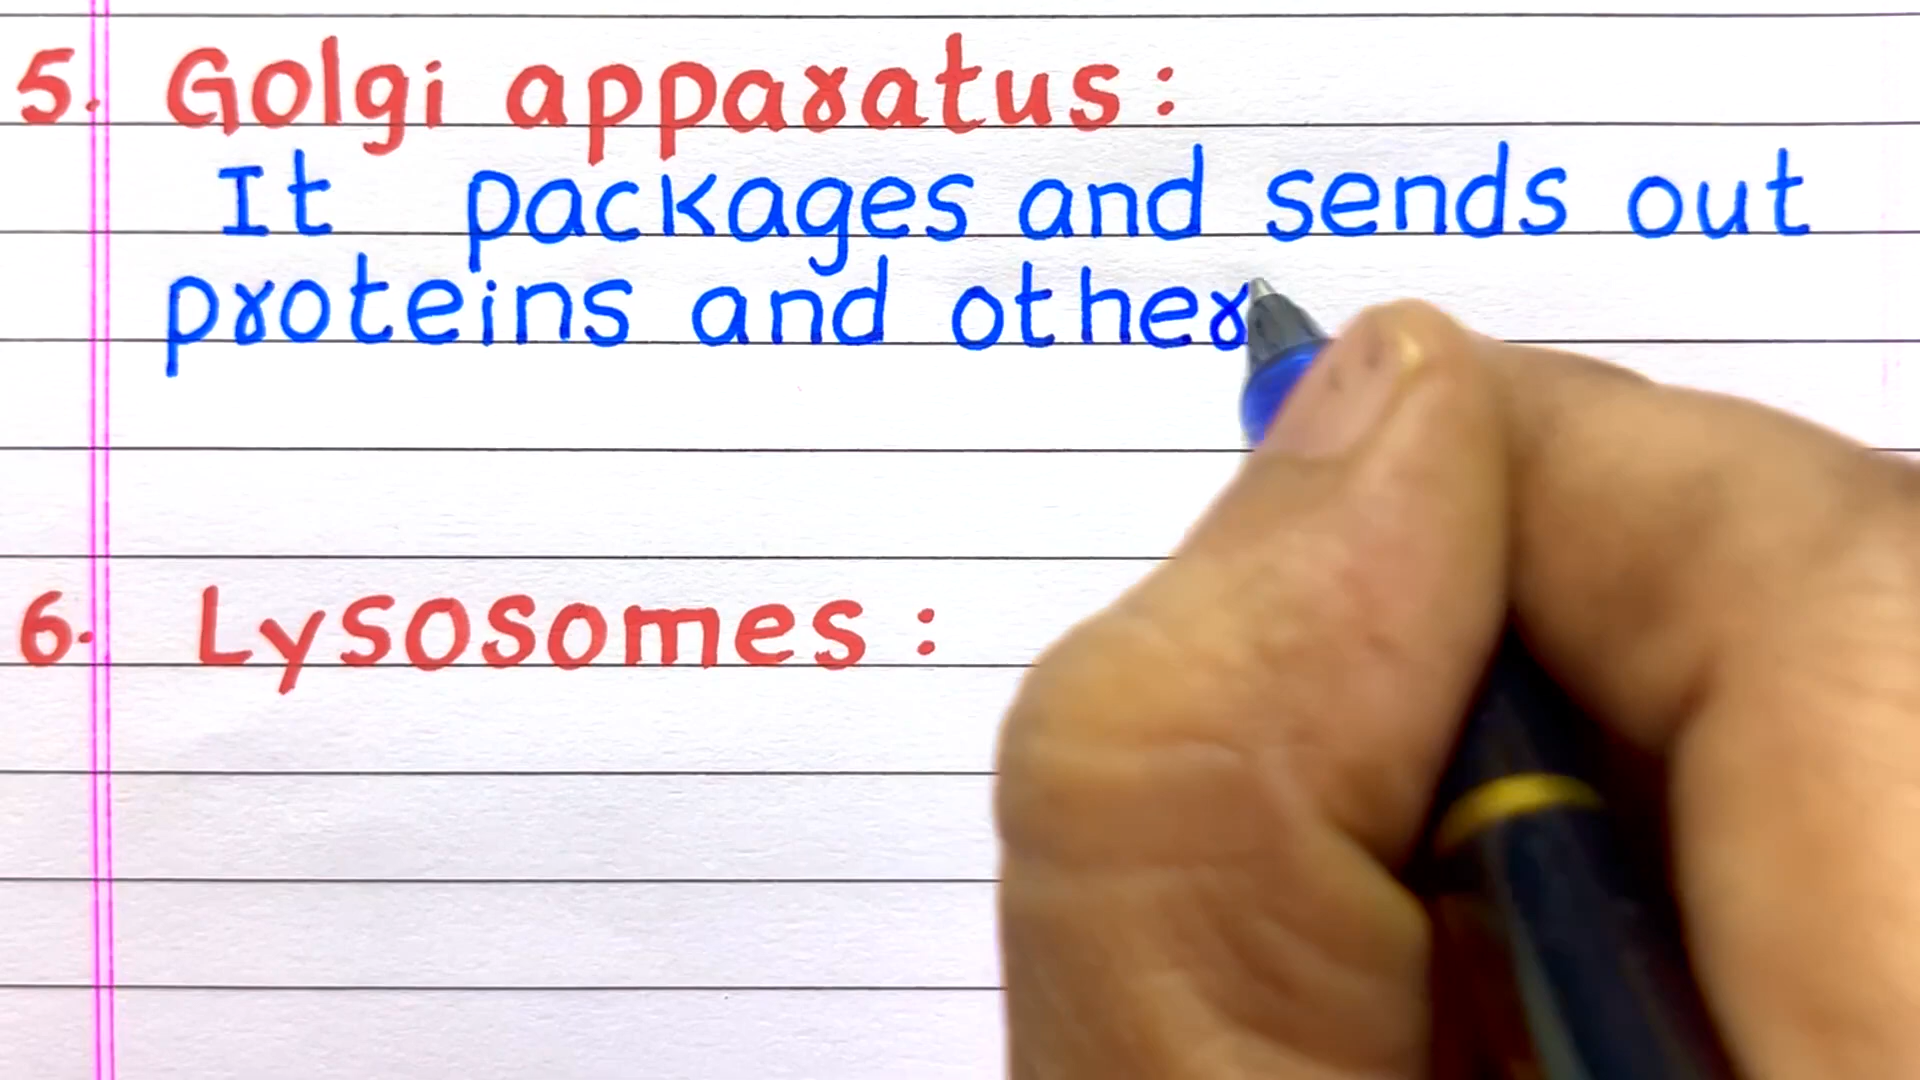 5. Golgi apparatus:
It packages and sends out
proteins and other
6. Lysosomes: